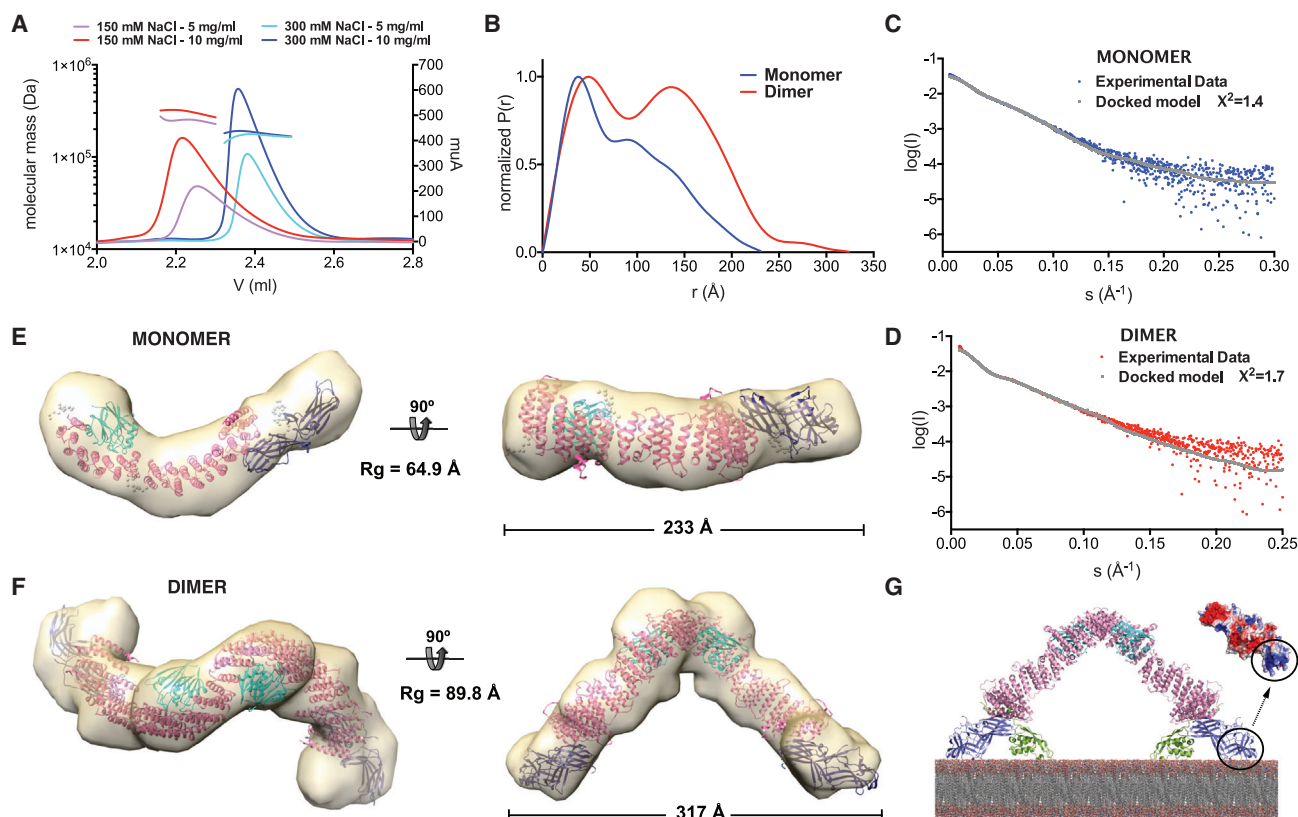 A
150 mM NaCl - 5 mg/ml
300 mM NaCl - 5 mg/ml
150 mM NaCl - 10 mg/ml
300 mM NaCl - 10 mg/ml
molecular mass (Da)
1×10⁶
1×10⁵
1×10⁴
700
600
500
400
300
200
100
0
muA
2.0
2.2
2.4
2.6
2.8
V (ml)
B
normalized P(r)
1.0
0.5
0.0
Monomer
Dimer
0
50
100
150
200
250
300
350
r (Å)
C
MONOMER
Experimental Data
Docked model X²=1.4
log(I)
-1
-2
-3
-4
-5
-6
0.00
0.05
0.10
0.15
0.20
0.25
0.30
s (Å⁻¹)
D
DIMER
Experimental Data
Docked model X²=1.7
log(I)
-1
-2
-3
-4
-5
-6
0.00
0.05
0.10
0.15
0.20
0.25
s (Å⁻¹)
E
MONOMER
90º
Rg = 64.9 Å
233 Å
F
DIMER
90º
Rg = 89.8 Å
317 Å
G